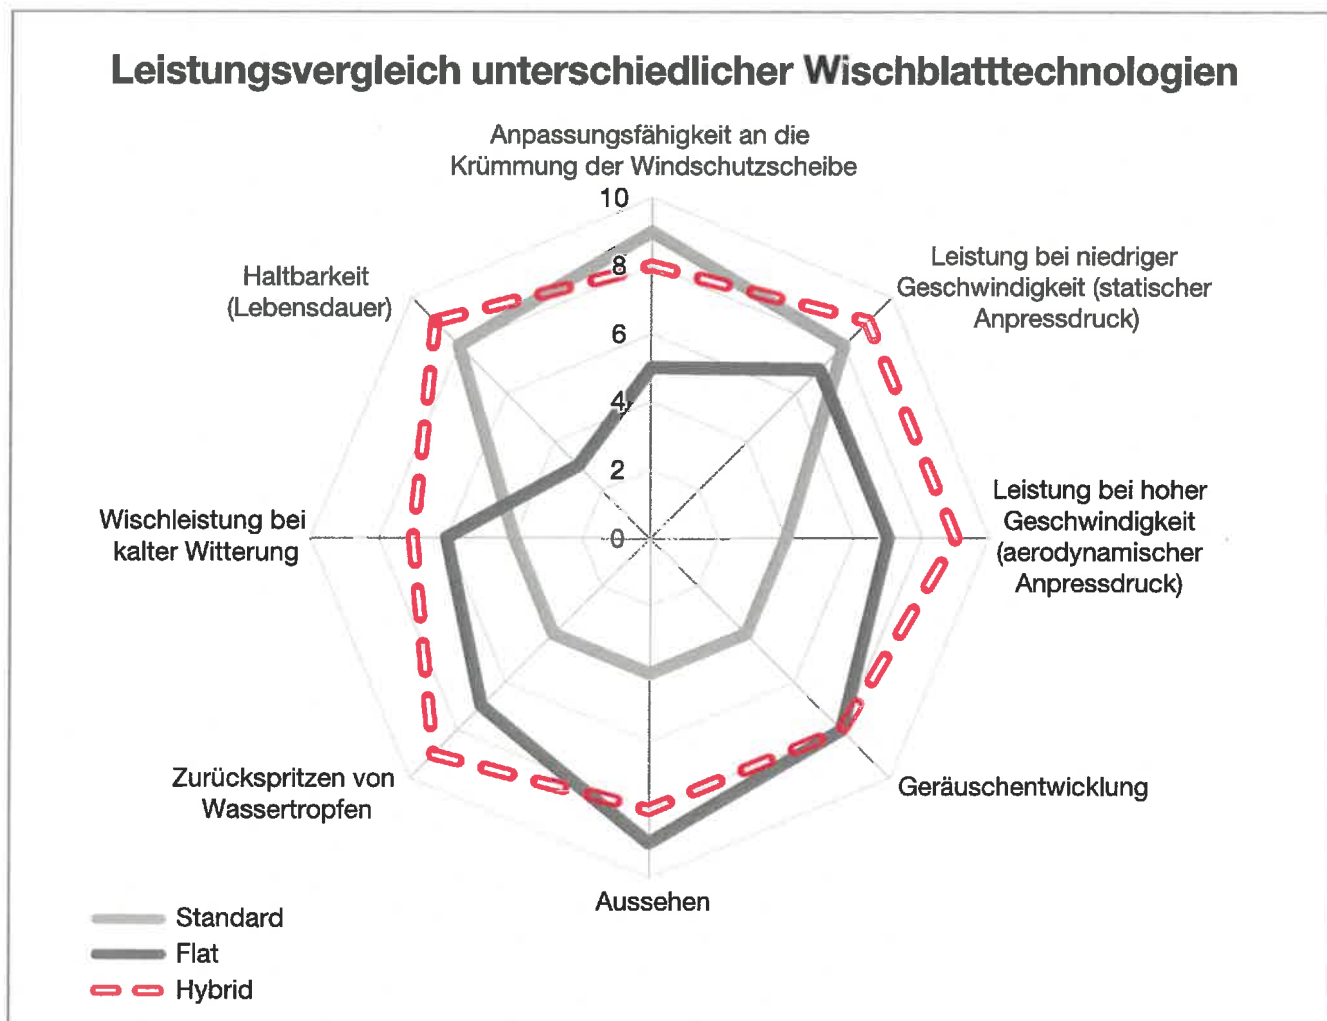 Leistungsvergleich unterschiedlicher Wischblatttechnologien
Anpassungsfähigkeit an die
Krümmung der Windschutzscheibe
10
8
6
4
2
0
Leistung bei niedriger
Geschwindigkeit (statischer
Anpressdruck)
Leistung bei hoher
Geschwindigkeit
(aerodynamischer
Anpressdruck)
Geräuschentwicklung
Aussehen
Zurückspritzen von
Wassertropfen
Wischleistung bei
kalter Witterung
Haltbarkeit
(Lebensdauer)
Standard
Flat
Hybrid